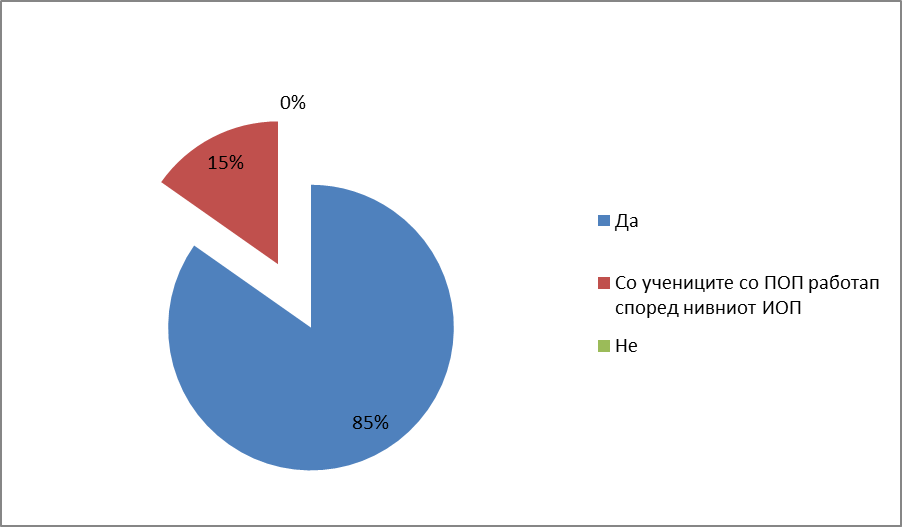 0%
15%
85%
Да
Со учениците со ПОП работап
според нивниот ИОП
Не